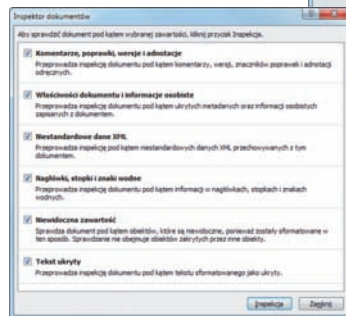 Inspektor dokumentów
Aby sprawdzić dokument pod kątem wybranej zawartości, kliknij przycisk Inspekcja.
Komentarze, poprawki, wersje i adnotacje
Przeprowadza inspekcję dokumentu pod kątem komentarzy, wersji, znaczników poprawek i adnotacji
odręcznych.
Właściwości dokumentu i informacje osobiste
Przeprowadza inspekcję dokumentu pod kątem ukrytych metadanych oraz informacji osobistych
zapisanych z dokumentem.
Niestandardowe dane XML
Przeprowadza inspekcję pod kątem niestandardowych danych XML przechowywanych z tym
dokumentem.
Nagłówki, stopki i znaki wodne
Przeprowadza inspekcję dokumentu pod kątem informacji w nagłówkach, stopkach i znakach
wodnych.
Niewidoczna zawartość
Sprawdza dokument pod kątem obiektów, które są niewidoczne, ponieważ zostały sformatowane w
ten sposób. Sprawdzanie nie obejmuje obiektów zakrytych przez inne obiekty.
Tekst ukryty
Przeprowadza inspekcję dokumentu pod kątem tekstu sformatowanego jako ukryty.
Inspekcja
Zamknij